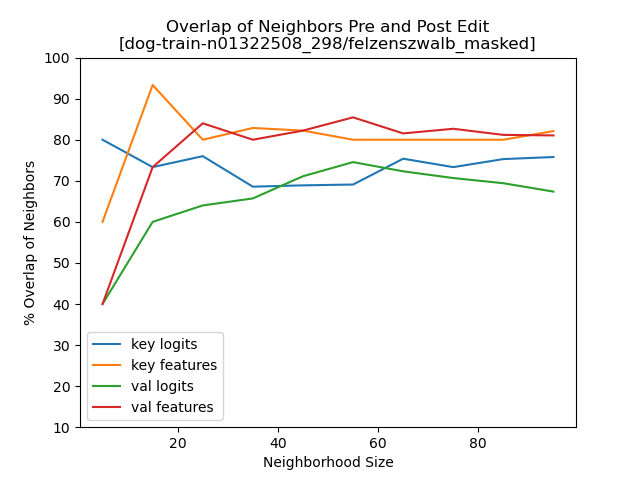 Overlap of Neighbors Pre and Post Edit
[dog-train-n01322508_298/felzenszwalb_masked]
100
90
80
70
60
50
40
30
20
10
% Overlap of Neighbors
key logits
key features
val logits
val features
20
40
60
80
Neighborhood Size